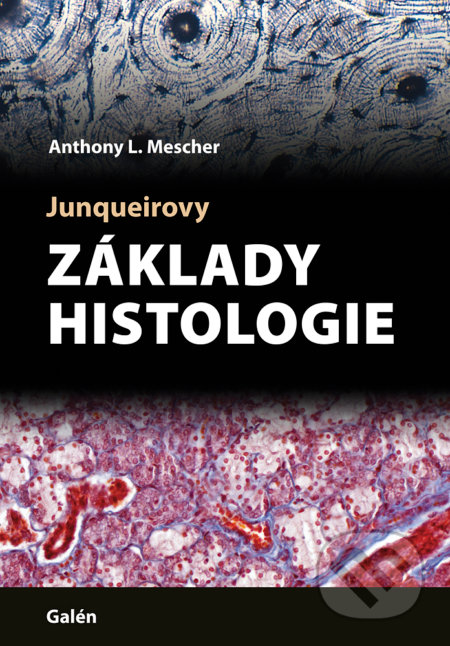 Anthony L. Mescher
Junqueirovy
ZÁKLADY
HISTOLOGIE
Galén